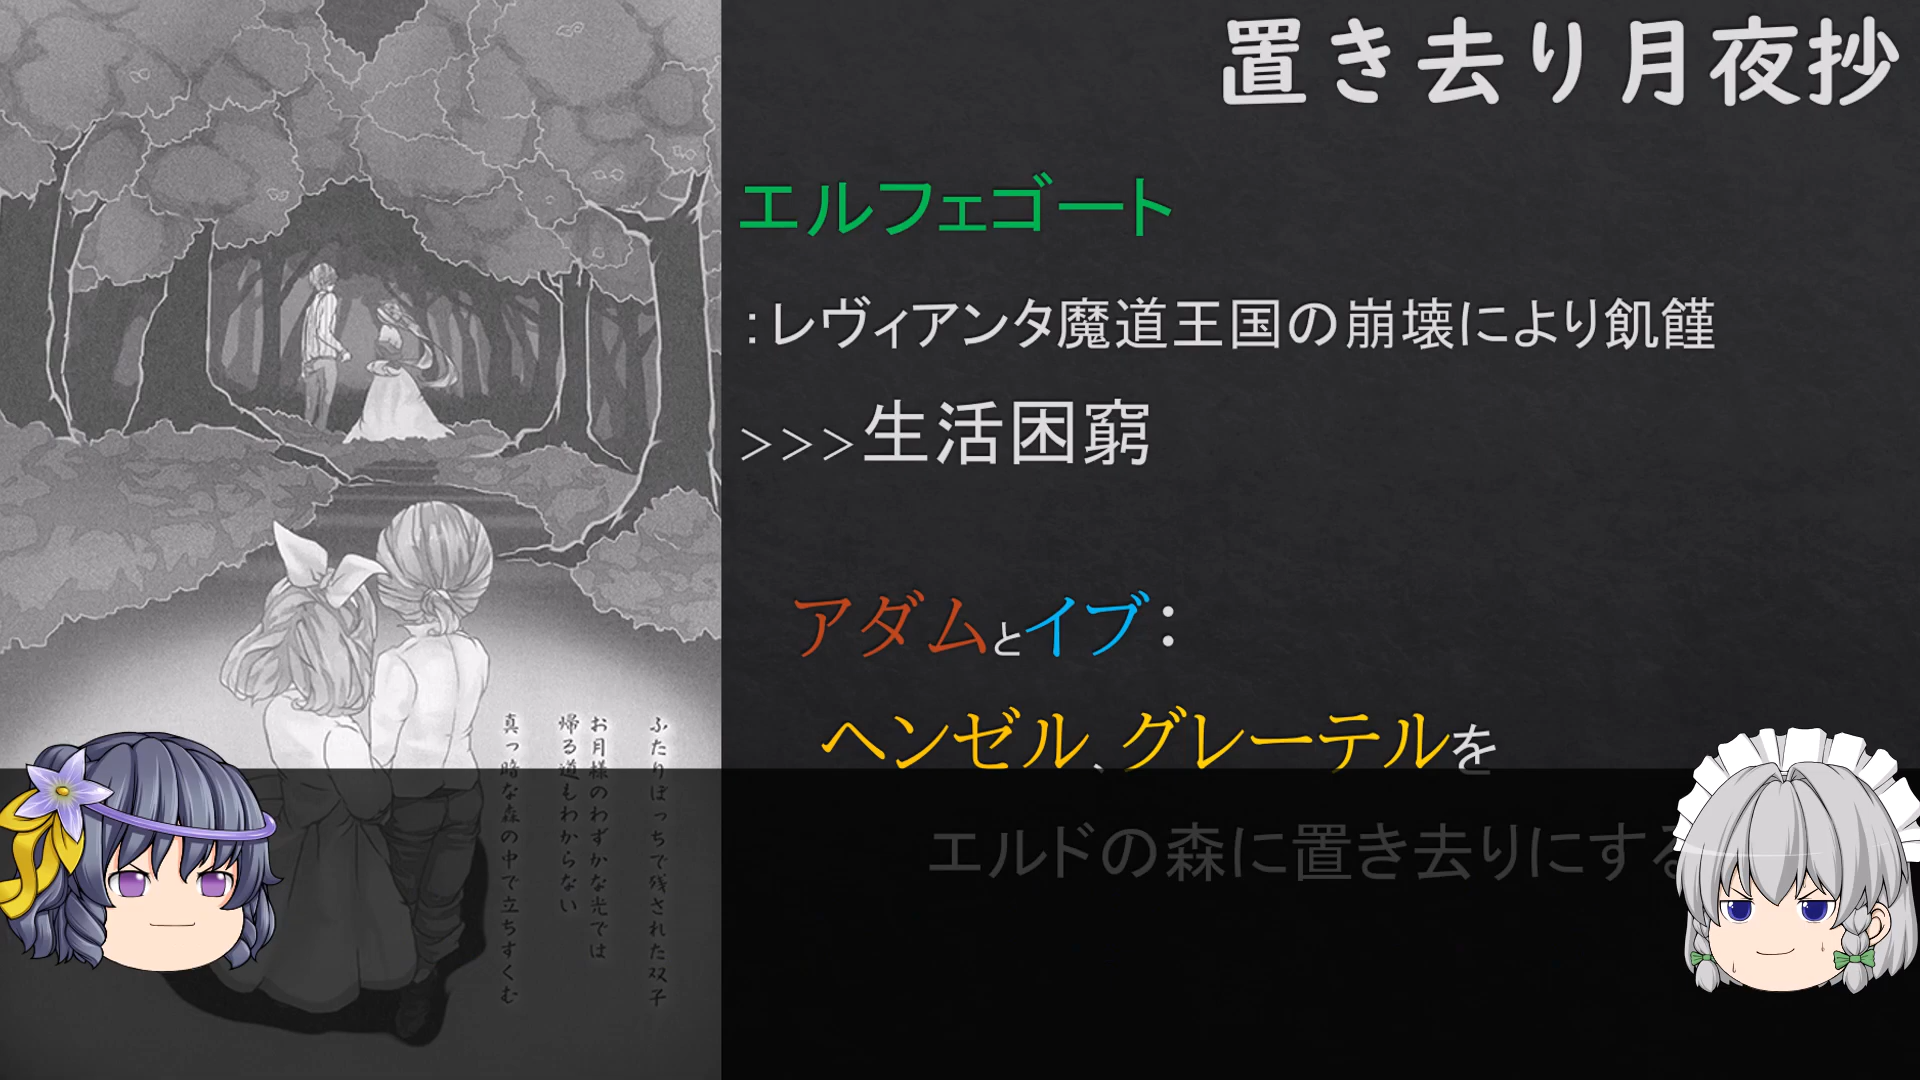 置き去り月夜抄
エルフェゴート
：レヴィアンタ魔道王国の崩壊により飢饉
>>>生活困窮
アダムとイブ：
ヘンゼル、グレーテルを
エルドの森に置き去りにする
ふたりぼっちで残された双子
お月様のわずかな光では
帰る道もわからない
真っ暗な森の中で立ちすくむ